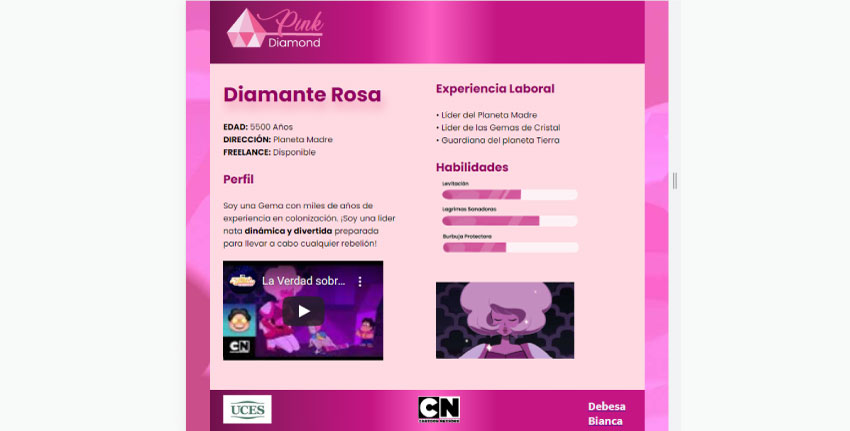 Pink
Diamond
Diamante Rosa
EDAD: 5500 Años
DIRECCIÓN: Planeta Madre
FREELANCE: Disponible
Perfil
Soy una Gema con miles de años de
experiencia en colonización. ¡Soy una lider
nata dinámica y divertida preparada
para llevar a cabo cualquier rebelión!
La Verdad sobr...
CN
Experiencia Laboral
• Lider del Planeta Madre
• Lider de las Gemas de Cristal
• Guardiana del planeta Tierra
Habilidades
Levitación
Lagrimas Sanadoras
Burbuja Protectora
UCES
CN
CARTOON NETWORK
Debesa
Bianca